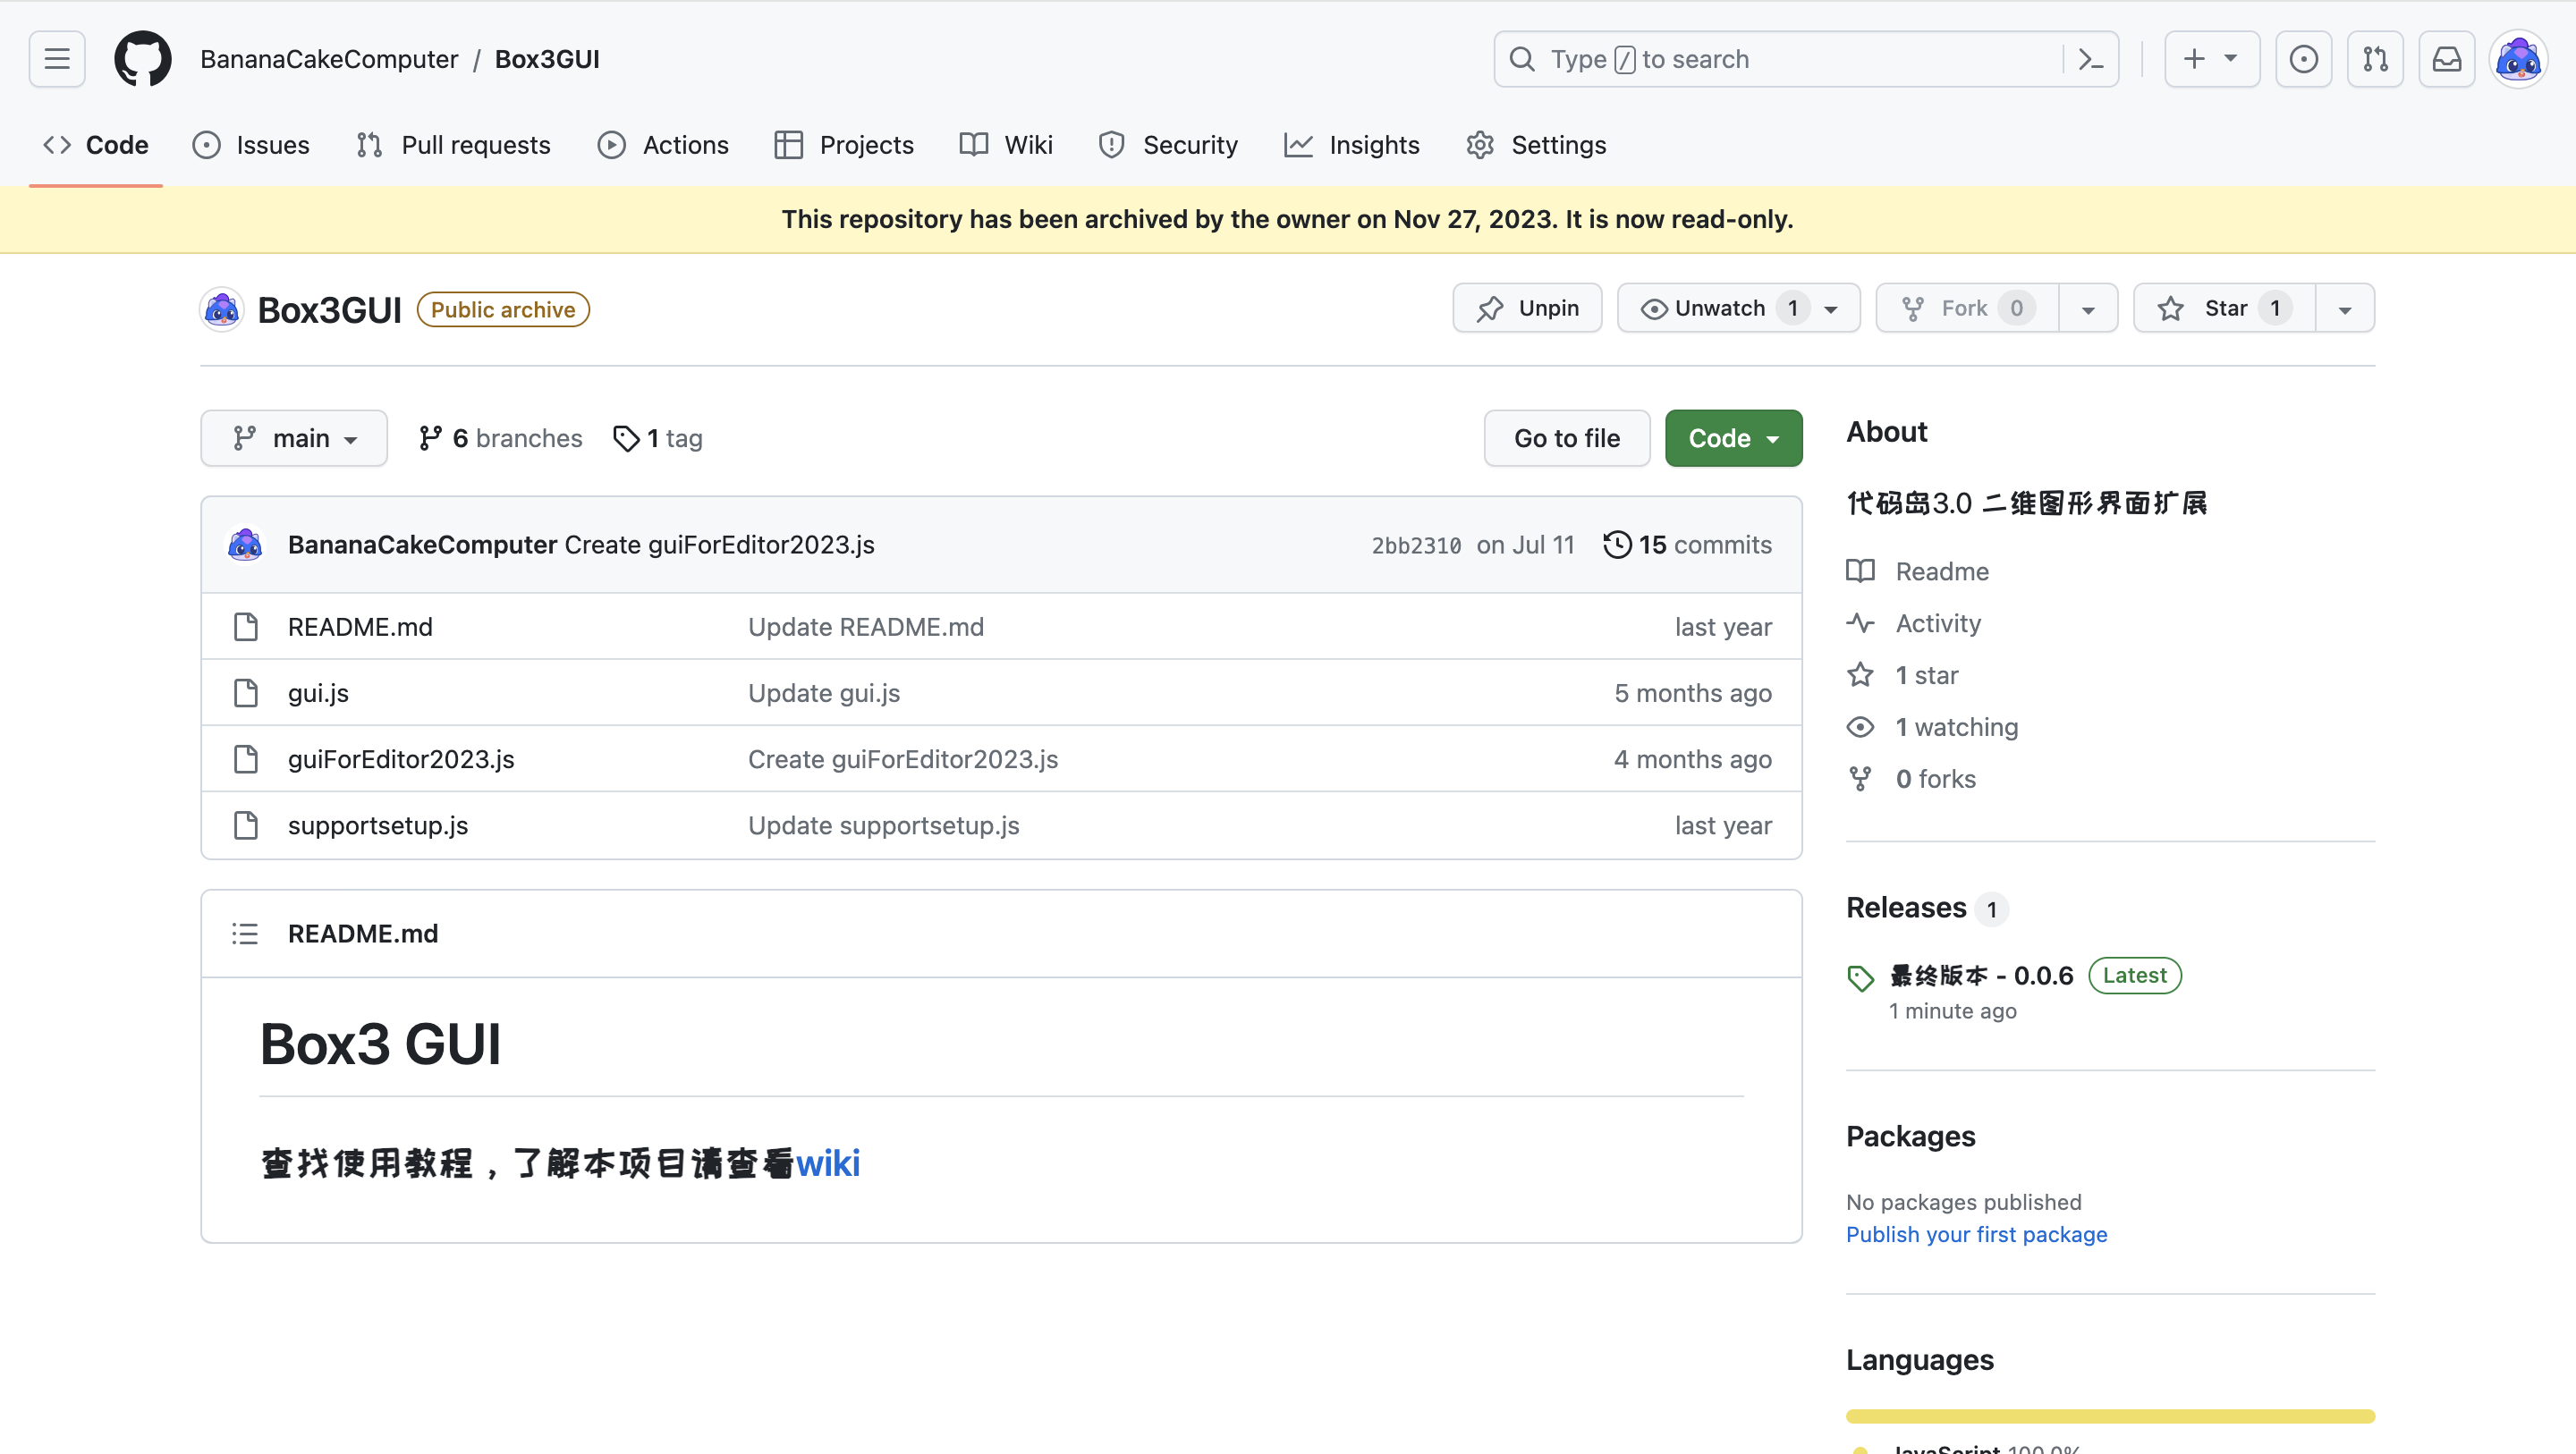 BananaCakeComputer / Box3GUI
Type / to search
Code
Issues
Pull requests
Actions
Projects
Wiki
Security
Insights
Settings
This repository has been archived by the owner on Nov 27, 2023. It is now read-only.
Box3GUI Public archive
Unpin
Unwatch 1
Fork 0
Star 1
main
6 branches
1 tag
Go to file
Code
BananaCakeComputer Create guiForEditor2023.js 2bb2310 on Jul 11 15 commits
README.md Update README.md last year
gui.js Update gui.js 5 months ago
guiForEditor2023.js Create guiForEditor2023.js 4 months ago
supportsetup.js Update supportsetup.js last year
README.md
Box3 GUI
查找使用教程，了解本项目请查看wiki
About
代码岛3.0 二维图形界面扩展
Readme
Activity
1 star
1 watching
0 forks
Releases 1
最终版本 - 0.0.6 Latest
1 minute ago
Packages
No packages published
Publish your first package
Languages
JavaScript 100.0%